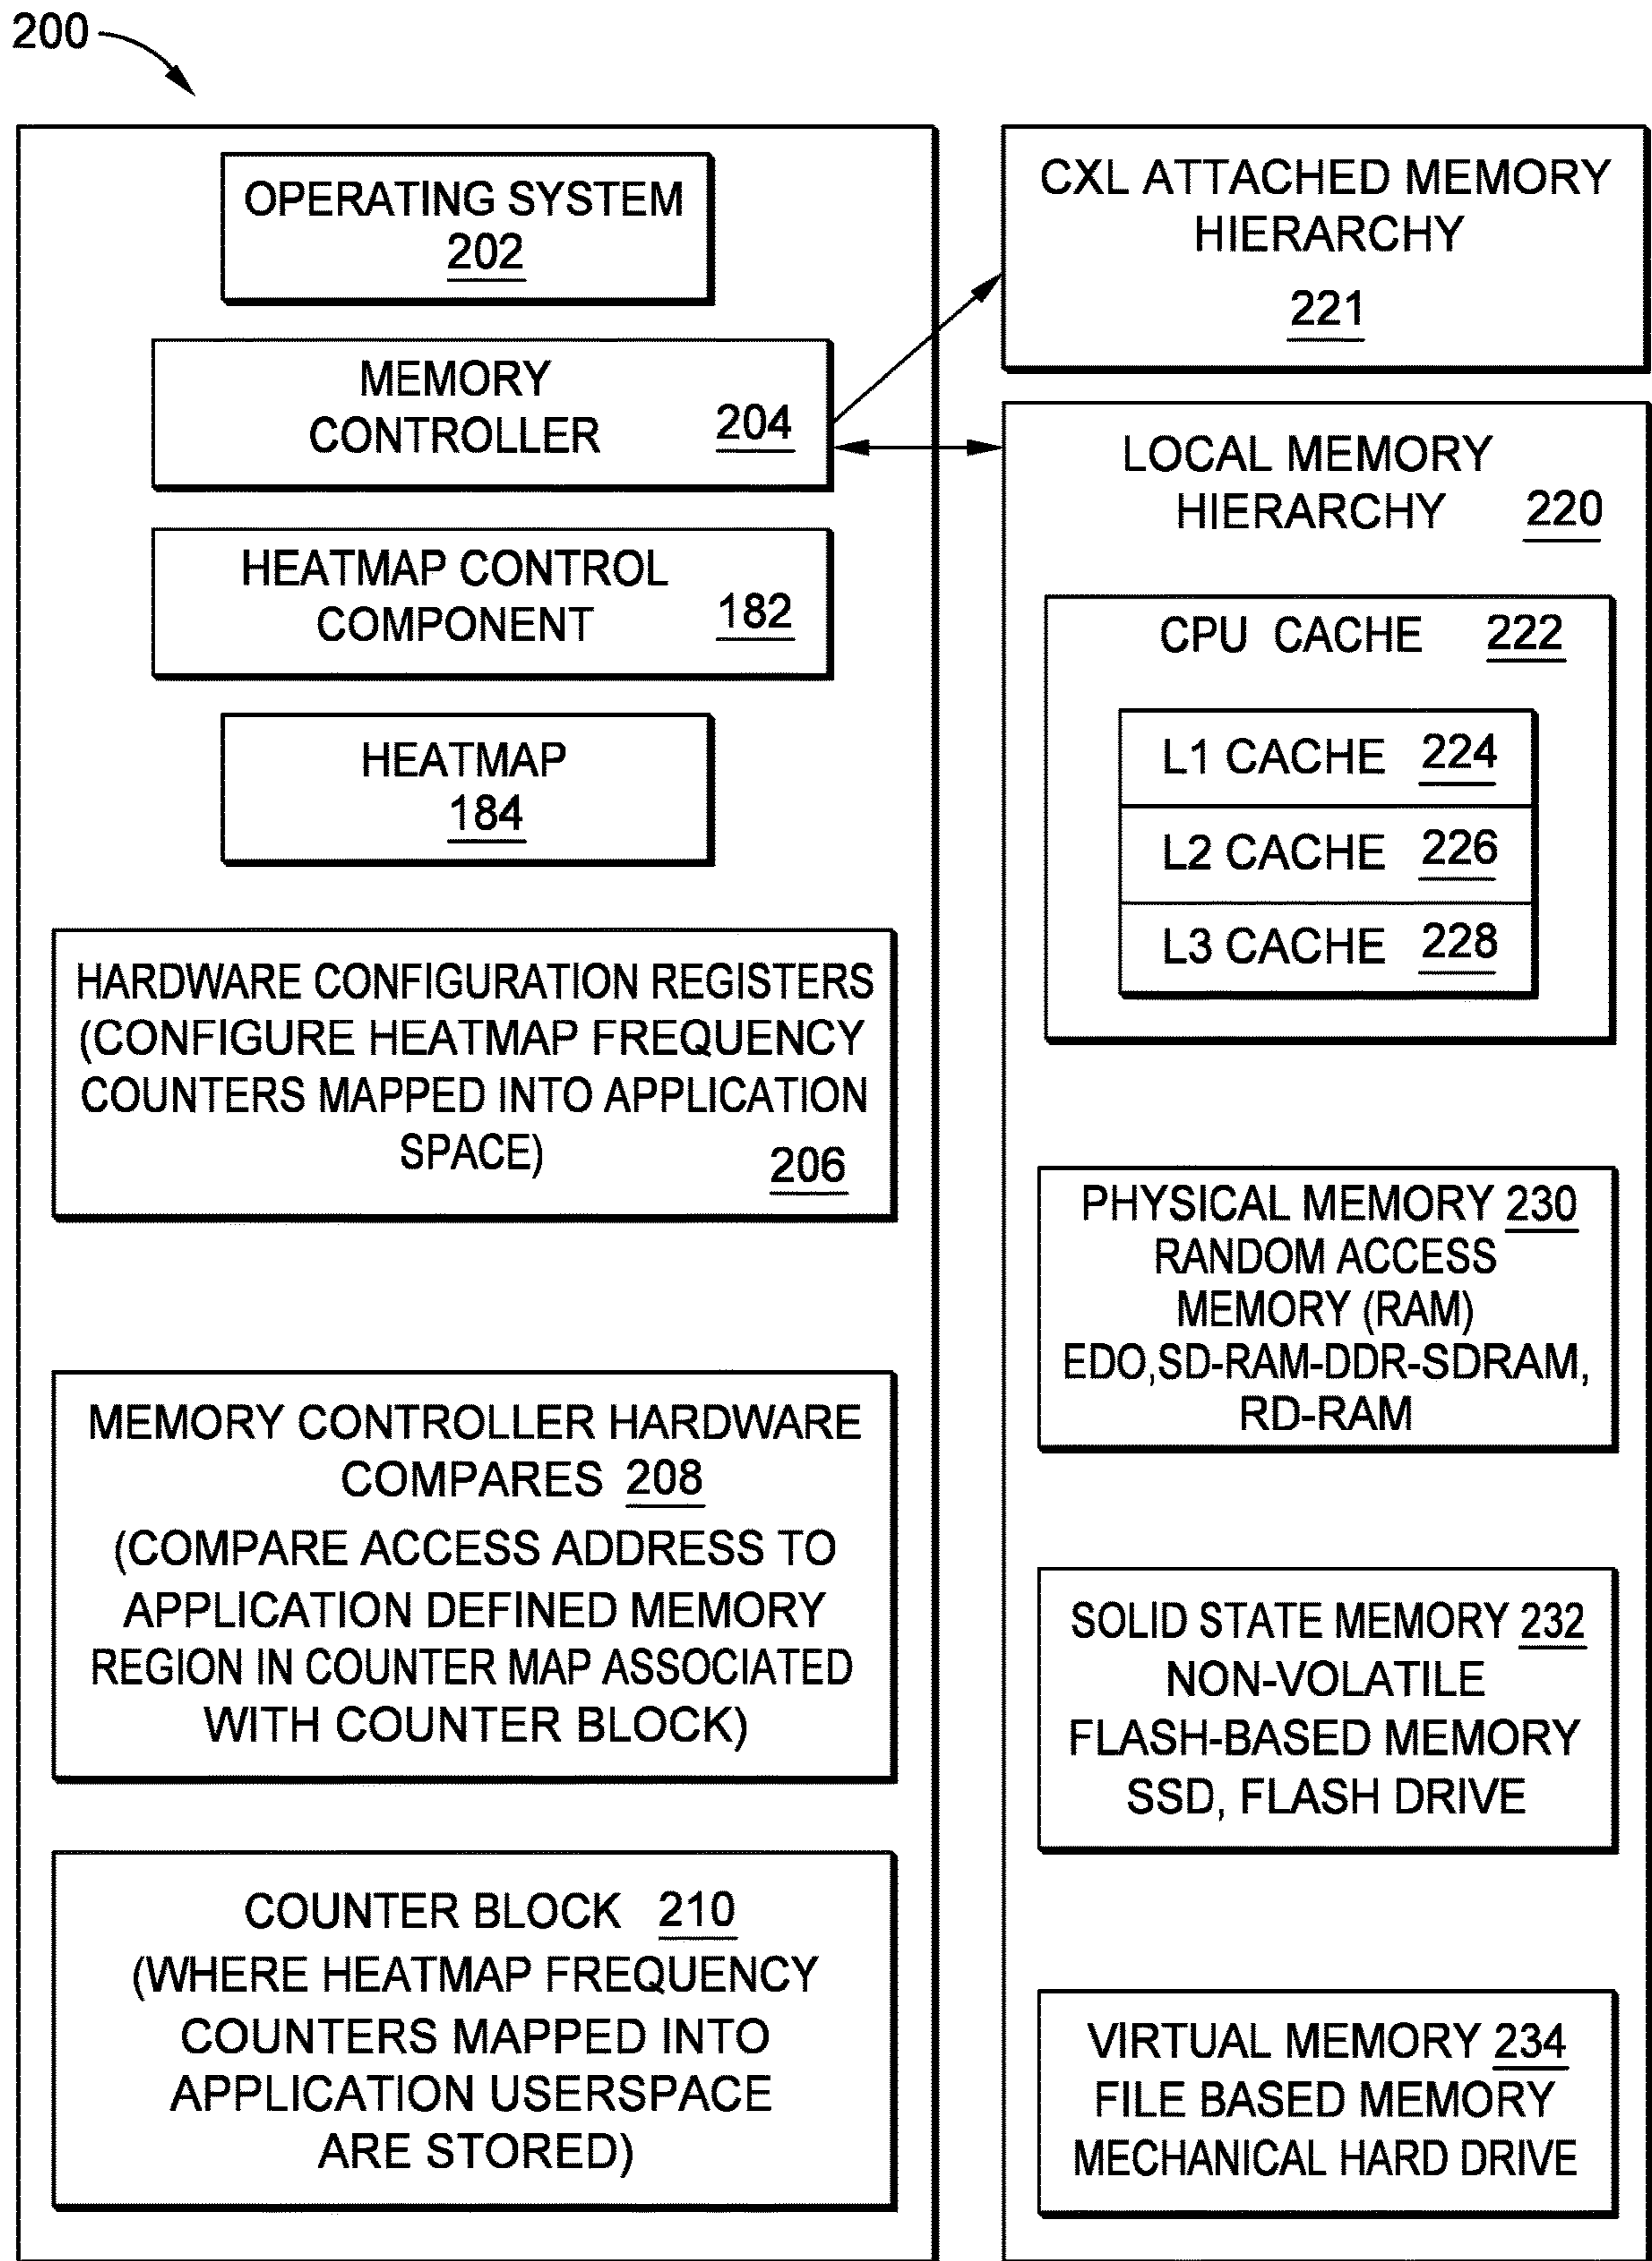 200
OPERATING SYSTEM
202
MEMORY
CONTROLLER 204
HEATMAP CONTROL
COMPONENT 182
HEATMAP
184
HARDWARE CONFIGURATION REGISTERS
(CONFIGURE HEATMAP FREQUENCY
COUNTERS MAPPED INTO APPLICATION
SPACE) 206
MEMORY CONTROLLER HARDWARE
COMPARES 208
(COMPARE ACCESS ADDRESS TO
APPLICATION DEFINED MEMORY
REGION IN COUNTER MAP ASSOCIATED
WITH COUNTER BLOCK)
COUNTER BLOCK 210
(WHERE HEATMAP FREQUENCY
COUNTERS MAPPED INTO
APPLICATION USERSPACE
ARE STORED)
CXL ATTACHED MEMORY
HIERARCHY
221
LOCAL MEMORY
HIERARCHY 220
CPU CACHE 222
L1 CACHE 224
L2 CACHE 226
L3 CACHE 228
PHYSICAL MEMORY 230
RANDOM ACCESS
MEMORY (RAM)
EDO,SD-RAM-DDR-SDRAM,
RD-RAM
SOLID STATE MEMORY 232
NON-VOLATILE
FLASH-BASED MEMORY
SSD, FLASH DRIVE
VIRTUAL MEMORY 234
FILE BASED MEMORY
MECHANICAL HARD DRIVE